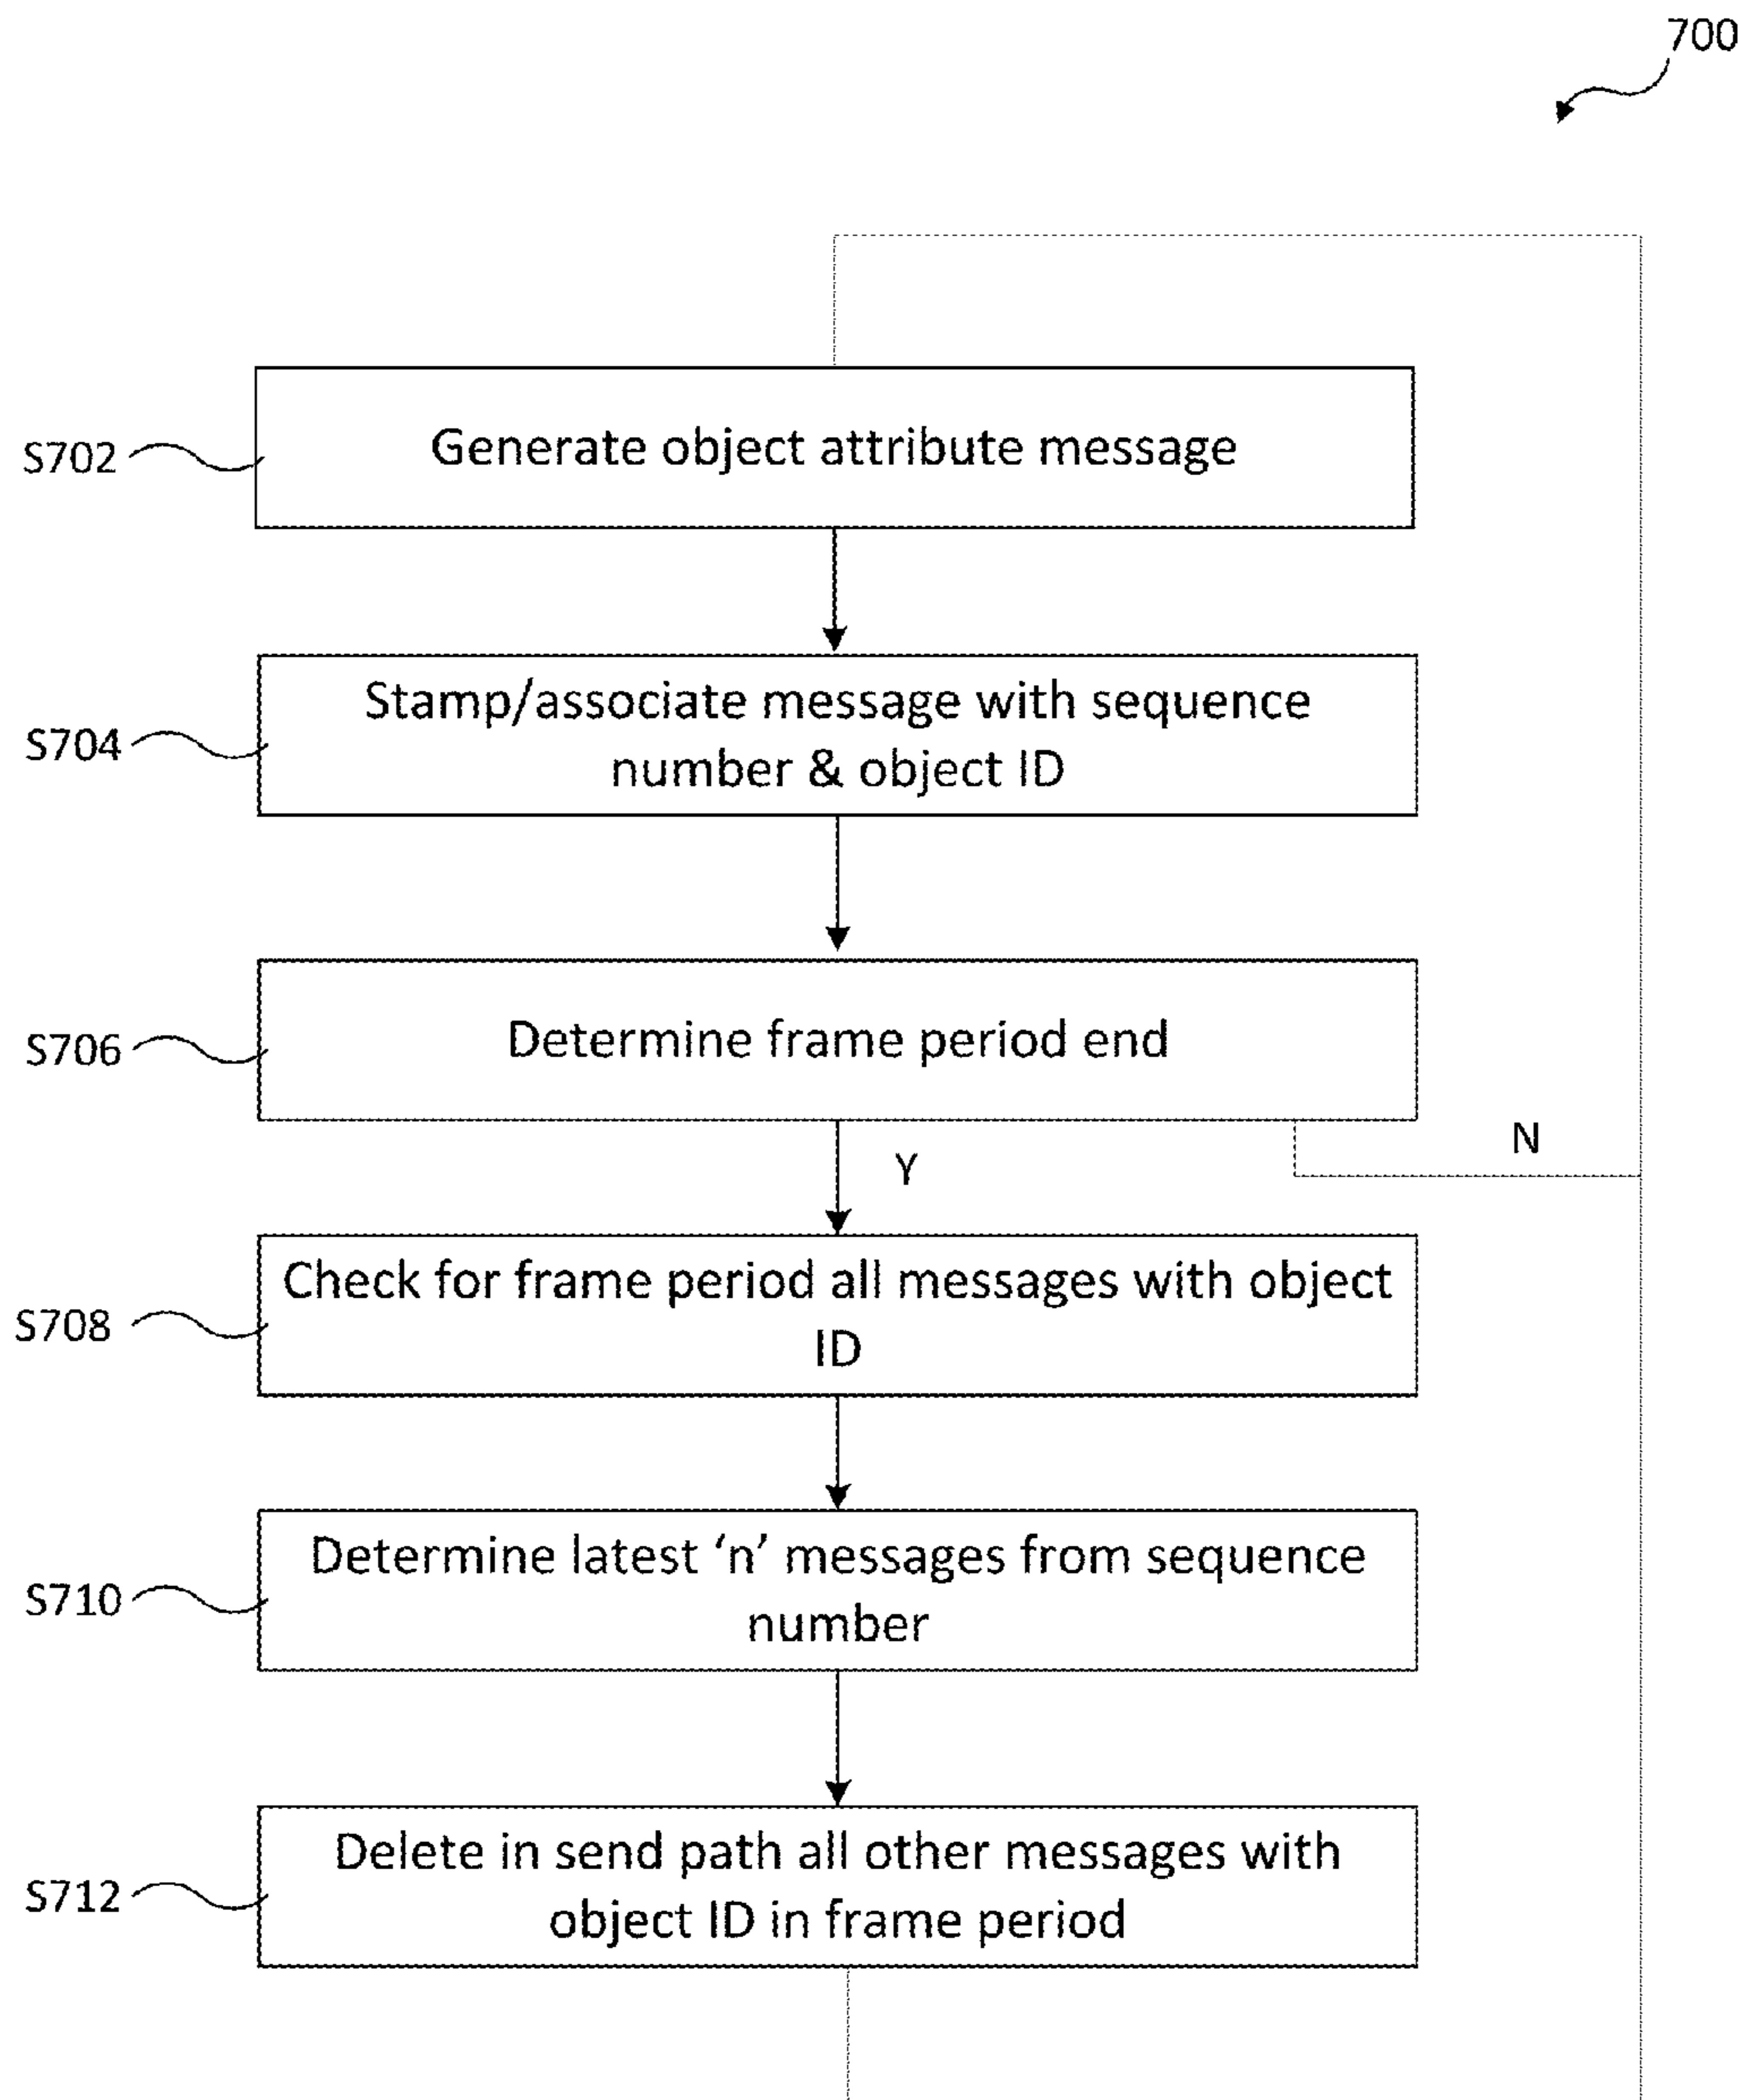 700
S702
Generate object attribute message
S704
Stamp/associate message with sequence
number & object ID
S706
Determine frame period end
Y
N
S708
Check for frame period all messages with object
ID
S710
Determine latest ‘n’ messages from sequence
number
S712
Delete in send path all other messages with
object ID in frame period